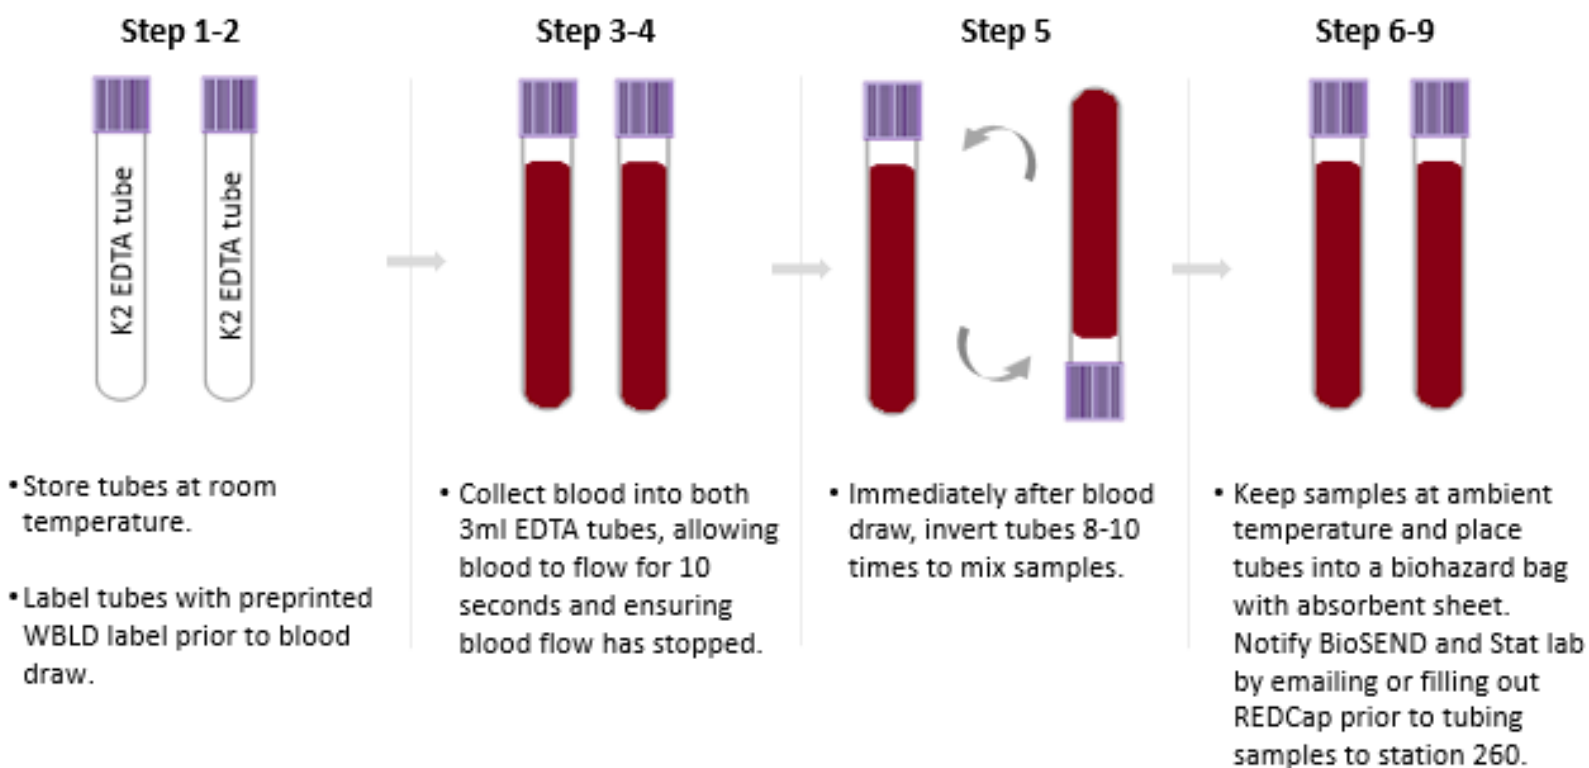 Step 1-2
K2 EDTA tube
K2 EDTA tube
• Store tubes at room
temperature.
• Label tubes with preprinted
WBLD label prior to blood
draw.
Step 3-4
• Collect blood into both
3ml EDTA tubes, allowing
blood to flow for 10
seconds and ensuring
blood flow has stopped.
Step 5
• Immediately after blood
draw, invert tubes 8-10
times to mix samples.
Step 6-9
• Keep samples at ambient
temperature and place
tubes into a biohazard bag
with absorbent sheet.
Notify BioSEND and Stat lab
by emailing or filling out
REDCap prior to tubing
samples to station 260.